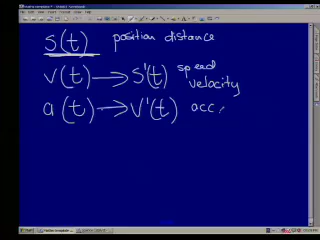 s(t) position distance
v(t) → s'(t) speed
velocity
a(t) → v'(t) acc